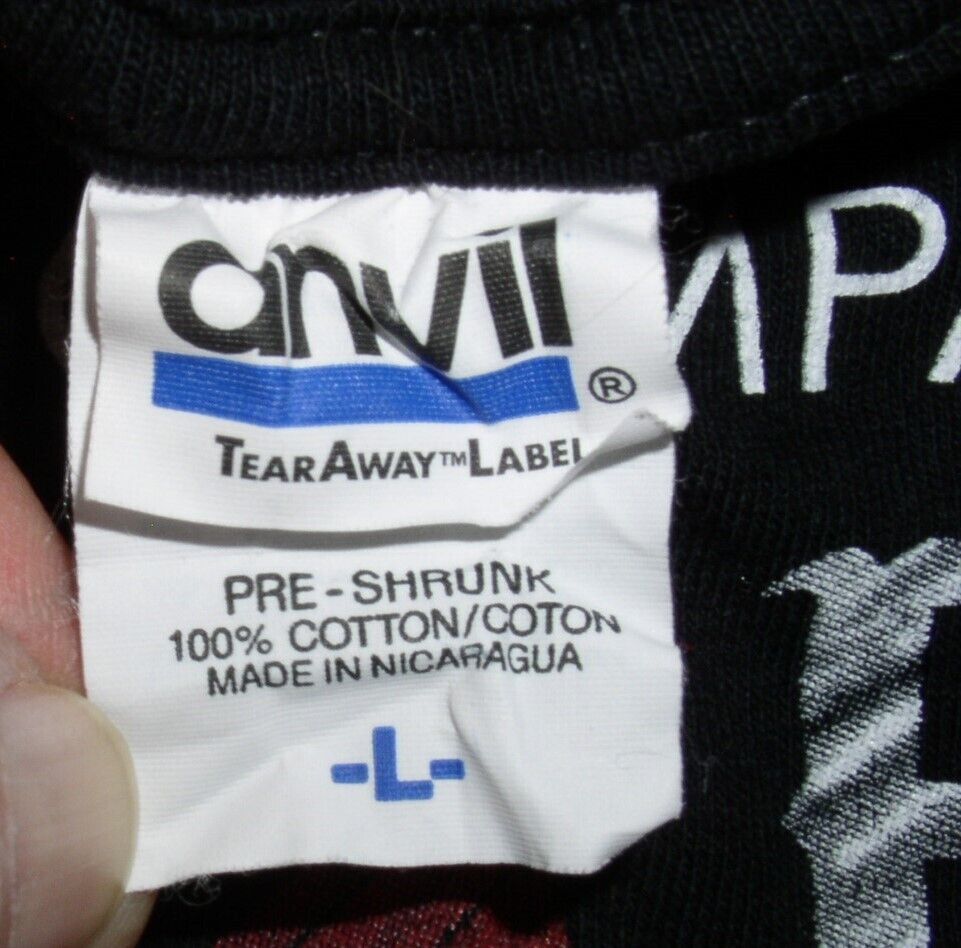 anvil
®
TEARAWAY™LABEL
PRE-SHRUNK
100% COTTON/COTON
MADE IN NICARAGUA
-L-